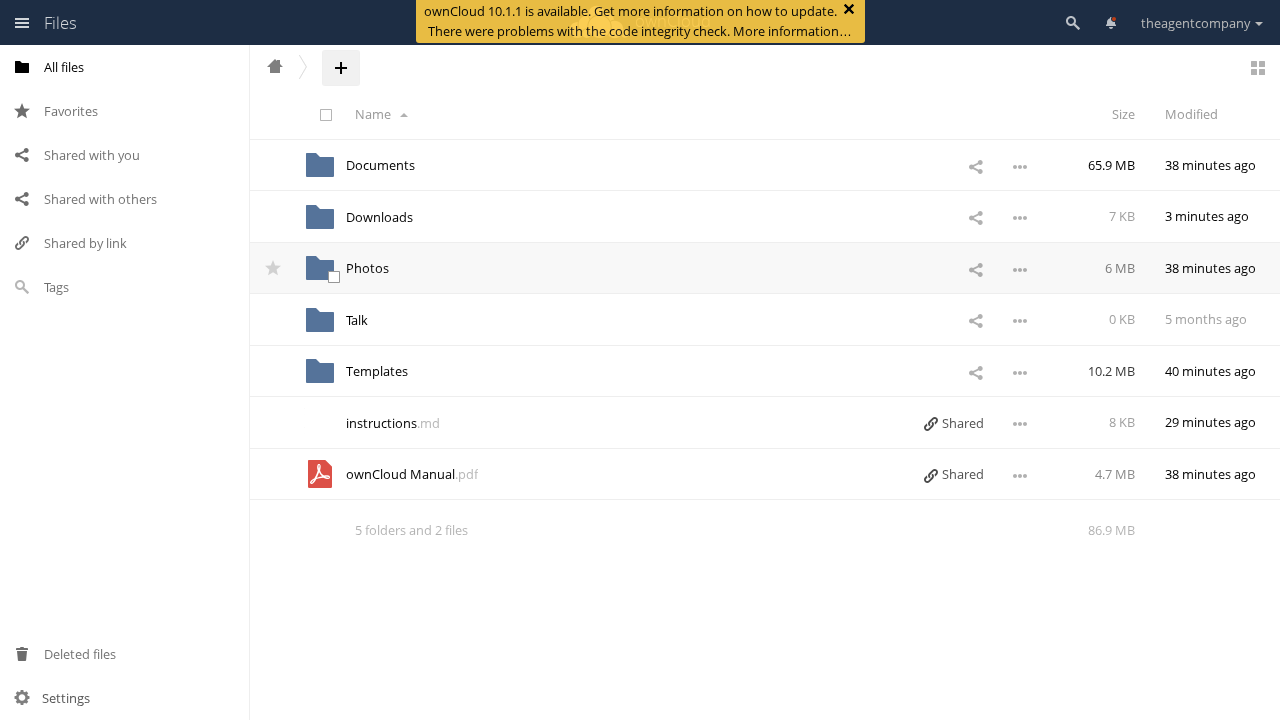 Files
ownCloud 10.1.1 is available. Get more information on how to update.
There were problems with the code integrity check. More information…
theagentcompany
All files
Favorites
Shared with you
Shared with others
Shared by link
Tags
Deleted files
Settings
Name Size Modified
Documents 65.9 MB 38 minutes ago
Downloads 7 KB 3 minutes ago
Photos 6 MB 38 minutes ago
Talk 0 KB 5 months ago
Templates 10.2 MB 40 minutes ago
instructions.md Shared 8 KB 29 minutes ago
ownCloud Manual.pdf Shared 4.7 MB 38 minutes ago
5 folders and 2 files 86.9 MB